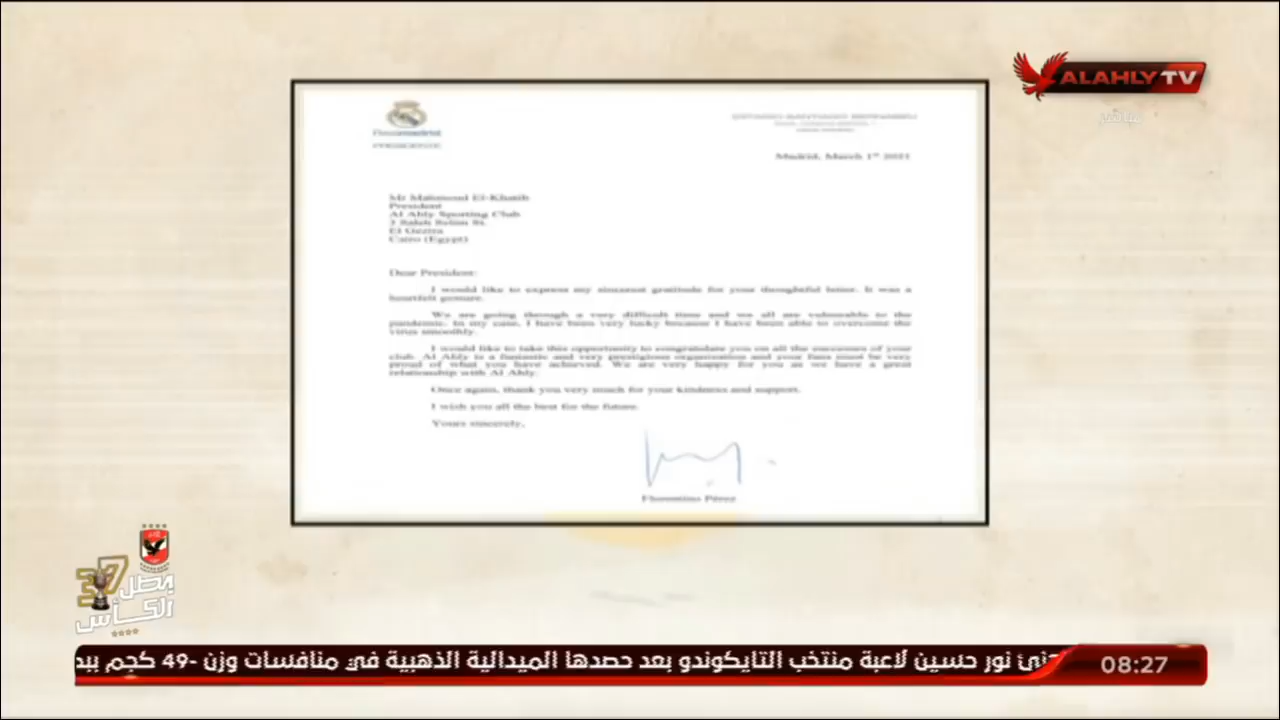 ALAHLY TV
مباشر
Realmadrid
Madrid, March 1st 2021
Mr Mahmoud El-Khatib
President
Al Ahly Sporting Club
El Gezira
Cairo (Egypt)
Dear President:
I would like to express my sincerest gratitude for your thoughtful letter. It was a
heartfelt gesture.
We are going through a very difficult time and we all are vulnerable to the
pandemic. In my case, I have been very lucky because I have been able to overcome the
virus smoothly.
I would like to take this opportunity to congratulate you on all the successes of your
club. Al Ahly is a fantastic and very prestigious organization and your fans must be very
proud of what you have achieved. We are very happy for you as we have a great
relationship with Al Ahly.
Once again, thank you very much for your kindness and support.
I wish you all the best for the future.
Yours sincerely,
Florentino Pérez
37
بطل
الكأس
نور حسين لاعبة منتخب التايكوندو بعد حصدها الميدالية الذهبية في منافسات وزن -49 كجم
08:27